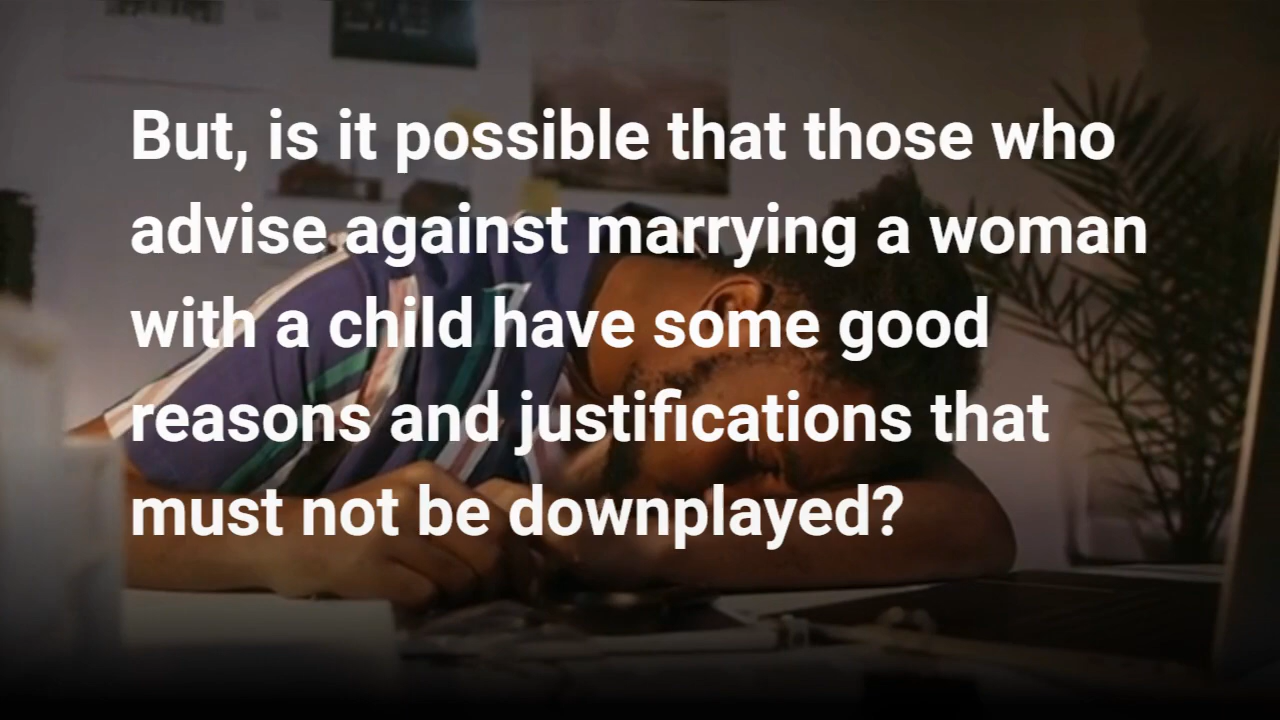 But, is it possible that those who
advise against marrying a woman
with a child have some good
reasons and justifications that
must not be downplayed?